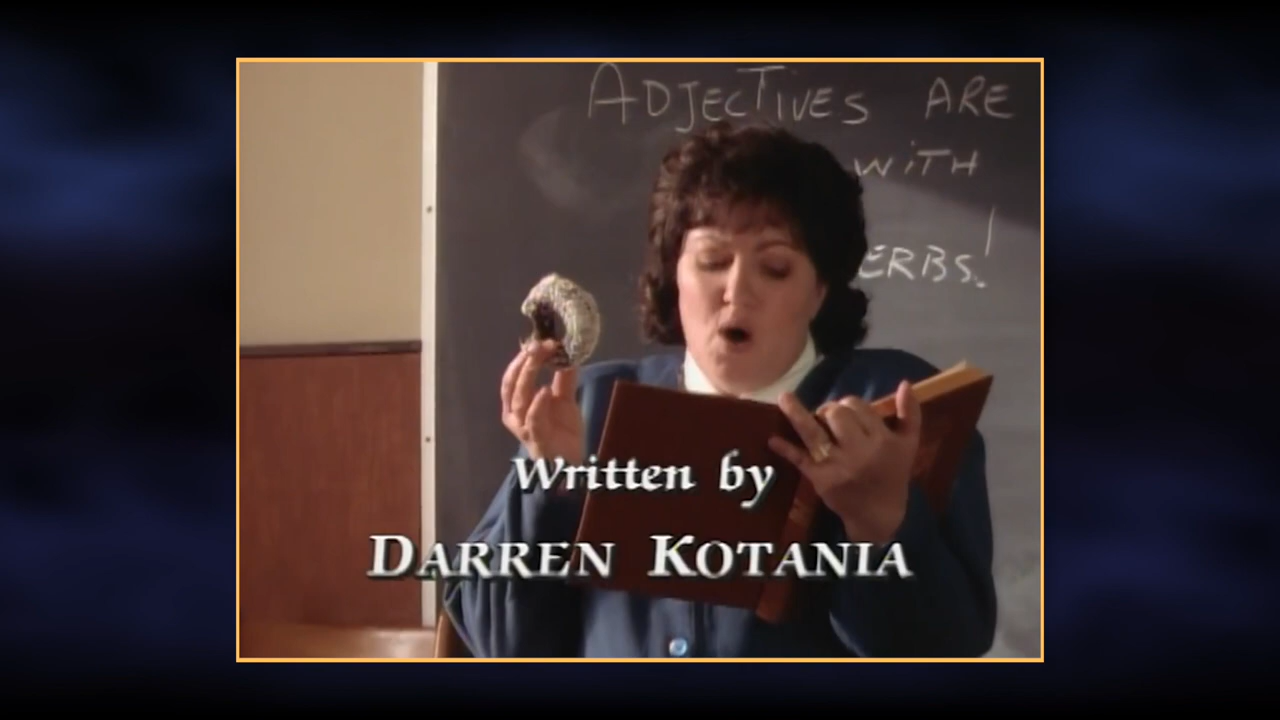 ADJECTIVES ARE
WITH
ERBS!
Written by
DARREN KOTANIA